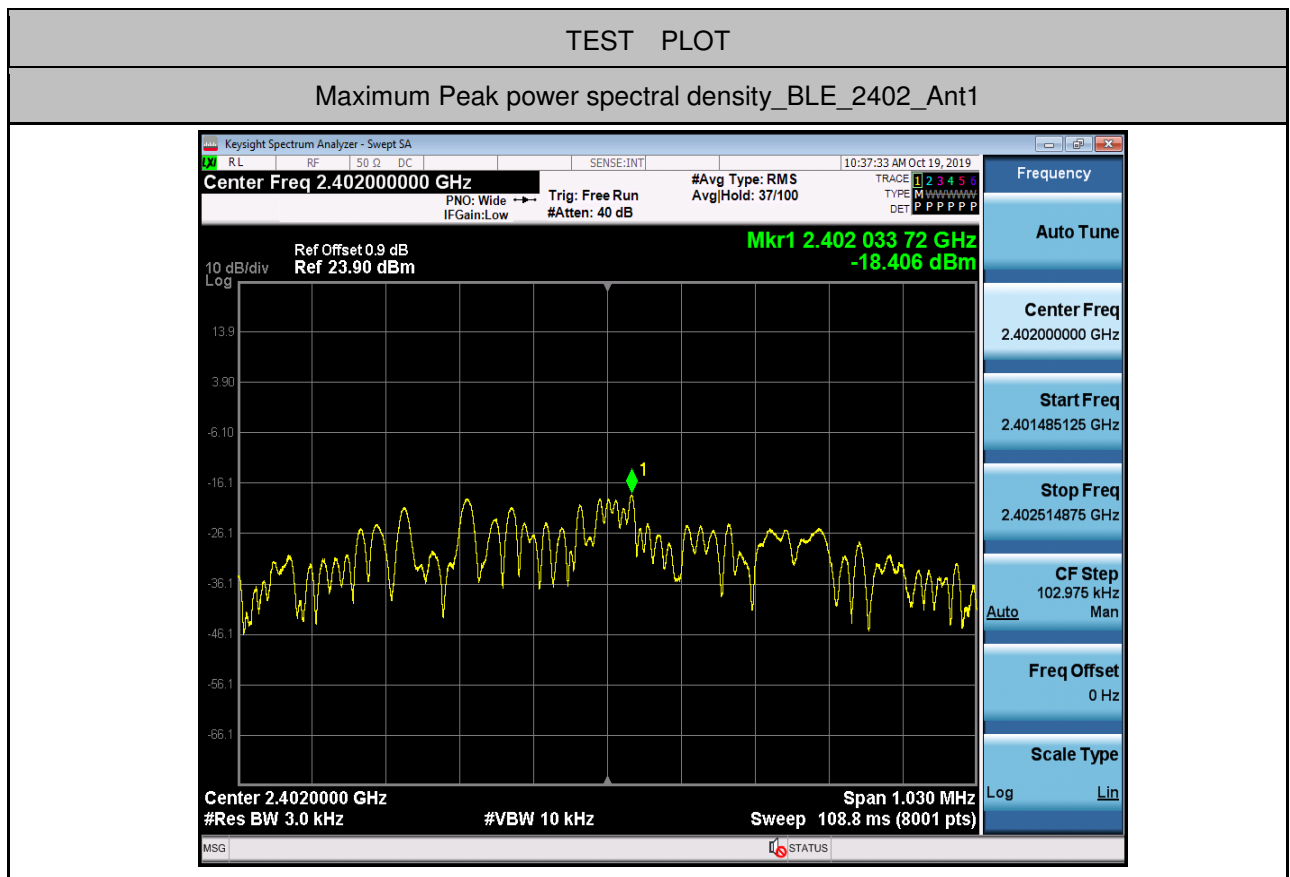 TEST PLOT
Maximum Peak power spectral density_BLE_2402_Ant1
Keysight Spectrum Analyzer - Swept SA
LXI RL RF 50 Ω DC SENSE:INT 10:37:33 AM Oct 19, 2019
Center Freq 2.402000000 GHz
PNO: Wide
IFGain:Low
Trig: Free Run
#Atten: 40 dB
#Avg Type: RMS
Avg|Hold: 37/100
TRACE 1 2 3 4 5 6
TYPE M W W W W W
DET P P P P P P
Mkr1 2.402 033 72 GHz
-18.406 dBm
Ref Offset 0.9 dB
10 dB/div Ref 23.90 dBm
Log
13.9
3.90
-6.10
-16.1
-26.1
-36.1
-46.1
-56.1
-66.1
1
Center 2.4020000 GHz Span 1.030 MHz
#Res BW 3.0 kHz #VBW 10 kHz Sweep 108.8 ms (8001 pts)
MSG STATUS
Frequency
Auto Tune
Center Freq
2.402000000 GHz
Start Freq
2.401485125 GHz
Stop Freq
2.402514875 GHz
CF Step
102.975 kHz
Auto Man
Freq Offset
0 Hz
Scale Type
Log Lin